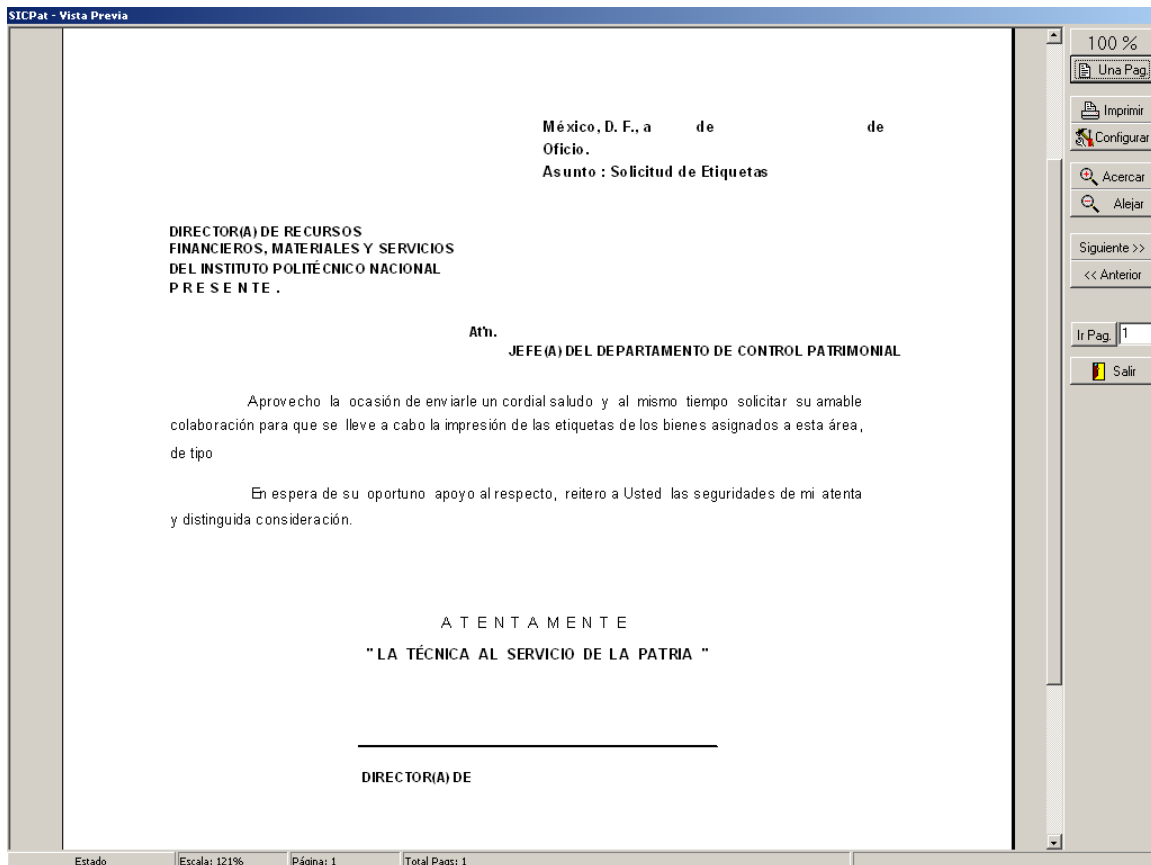 SICPat - Vista Previa
México, D. F., a de de
Oficio.
Asunto : Solicitud de Etiquetas
DIRECTOR(A) DE RECURSOS
FINANCIEROS, MATERIALES Y SERVICIOS
DEL INSTITUTO POLITÉCNICO NACIONAL
P R E S E N T E .
At'n.
JEFE(A) DEL DEPARTAMENTO DE CONTROL PATRIMONIAL
Aprovecho la ocasión de enviarle un cordial saludo y al mismo tiempo solicitar su amable
colaboración para que se lleve a cabo la impresión de las etiquetas de los bienes asignados a esta área,
de tipo
En espera de su oportuno apoyo al respecto, reitero a Usted las seguridades de mi atenta
y distinguida consideración.
A T E N T A M E N T E
" LA TÉCNICA AL SERVICIO DE LA PATRIA "
DIRECTOR(A) DE
100 %
Una Pag.
Imprimir
Configurar
Acercar
Alejar
Siguiente >>
<< Anterior
Ir Pag. 1
Salir
Estado Escala: 121% Página: 1 Total Pags: 1